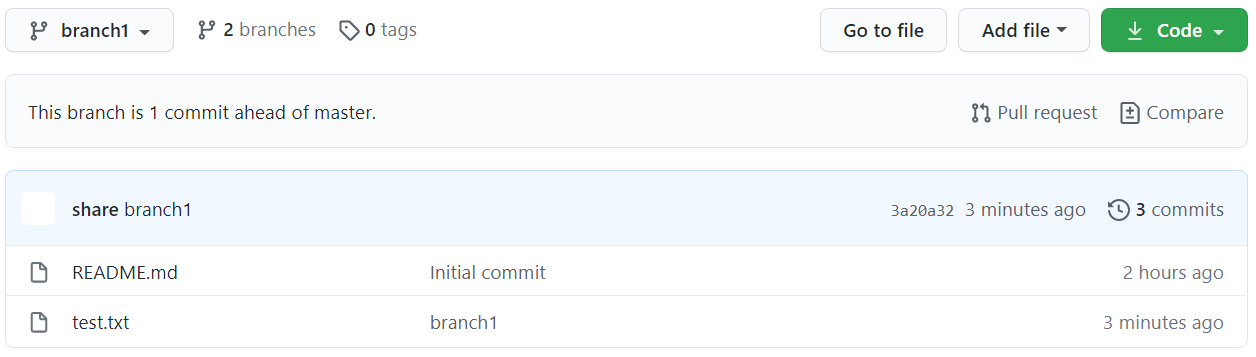 branch1 2 branches 0 tags Go to file Add file Code
This branch is 1 commit ahead of master. Pull request Compare
share branch1 3a20a32 3 minutes ago 3 commits
README.md Initial commit 2 hours ago
test.txt branch1 3 minutes ago